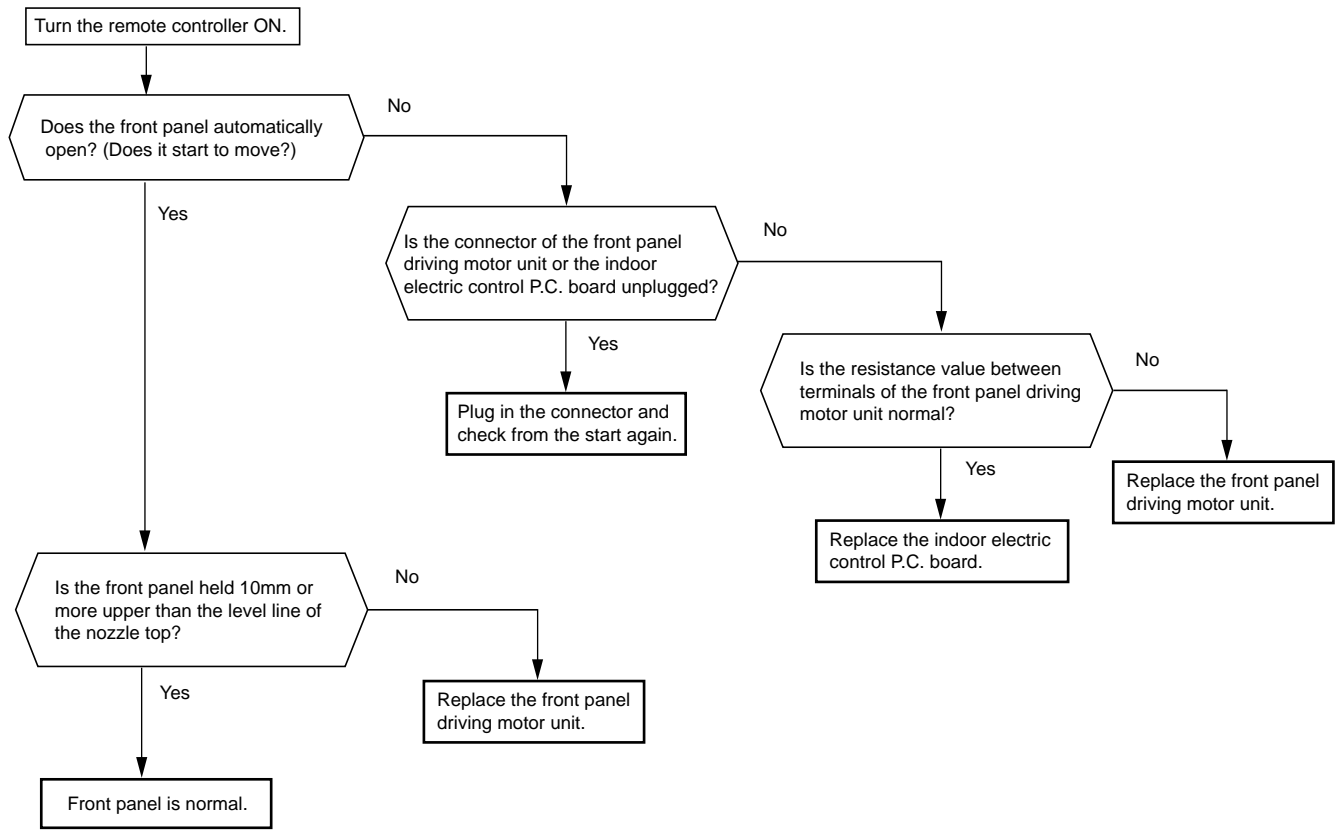 Turn the remote controller ON.
Does the front panel automatically
open? (Does it start to move?)
No
Yes
Is the connector of the front panel
driving motor unit or the indoor
electric control P.C. board unplugged?
No
Yes
Plug in the connector and
check from the start again.
Is the resistance value between
terminals of the front panel driving
motor unit normal?
No
Yes
Replace the front panel
driving motor unit.
Replace the indoor electric
control P.C. board.
Is the front panel held 10mm or
more upper than the level line of
the nozzle top?
No
Yes
Replace the front panel
driving motor unit.
Front panel is normal.